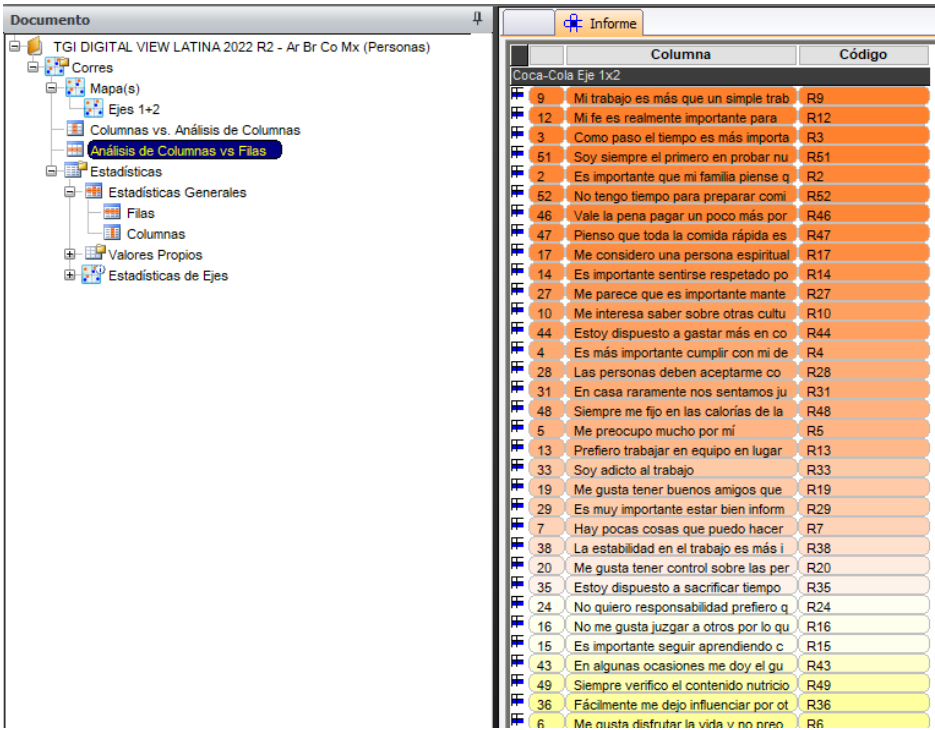 Documento
TGI DIGITAL VIEW LATINA 2022 R2 - Ar Br Co Mx (Personas)
Corres
Mapa(s)
Ejes 1+2
Columnas vs. Análisis de Columnas
Análisis de Columnas vs Filas
Estadísticas
Estadísticas Generales
Filas
Columnas
Valores Propios
Estadísticas de Ejes
Informe
Columna Código
Coca-Cola Eje 1x2
9 Mi trabajo es más que un simple trab R9
12 Mi fe es realmente importante para R12
3 Como paso el tiempo es más importa R3
51 Soy siempre el primero en probar nu R51
2 Es importante que mi familia piense q R2
52 No tengo tiempo para preparar comi R52
46 Vale la pena pagar un poco más por R46
47 Pienso que toda la comida rápida es R47
17 Me considero una persona espiritual R17
14 Es importante sentirse respetado po R14
27 Me parece que es importante mante R27
10 Me interesa saber sobre otras cultu R10
44 Estoy dispuesto a gastar más en co R44
4 Es más importante cumplir con mi de R4
28 Las personas deben aceptarme co R28
31 En casa raramente nos sentamos ju R31
48 Siempre me fijo en las calorías de la R48
5 Me preocupo mucho por mí R5
13 Prefiero trabajar en equipo en lugar R13
33 Soy adicto al trabajo R33
19 Me gusta tener buenos amigos que R19
29 Es muy importante estar bien inform R29
7 Hay pocas cosas que puedo hacer R7
38 La estabilidad en el trabajo es más i R38
20 Me gusta tener control sobre las per R20
35 Estoy dispuesto a sacrificar tiempo R35
24 No quiero responsabilidad prefiero q R24
16 No me gusta juzgar a otros por lo qu R16
15 Es importante seguir aprendiendo c R15
43 En algunas ocasiones me doy el gu R43
49 Siempre verifico el contenido nutricio R49
36 Fácilmente me dejo influenciar por ot R36
6 Me gusta disfrutar la vida y no preo R6